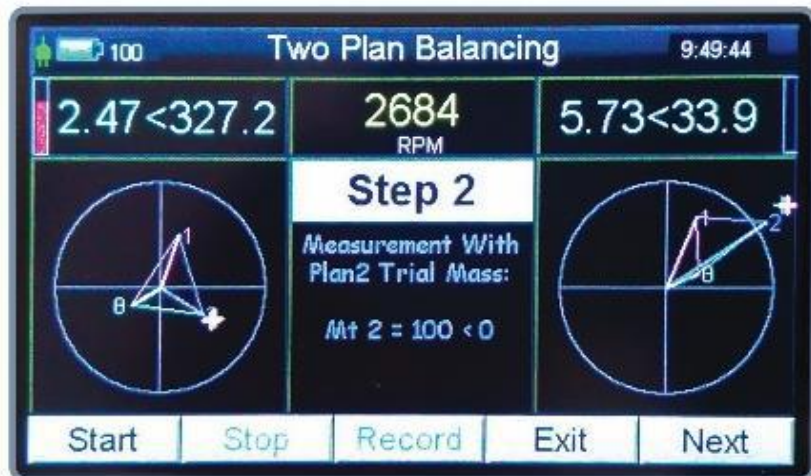 100
Two Plan Balancing
9:49:44
2.47<327.2
2684
RPM
5.73<33.9
Step 2
Measurement With
Plan2 Trial Mass:
Mt 2 = 100 < 0
1
θ
1
2
θ
Start
Stop
Record
Exit
Next